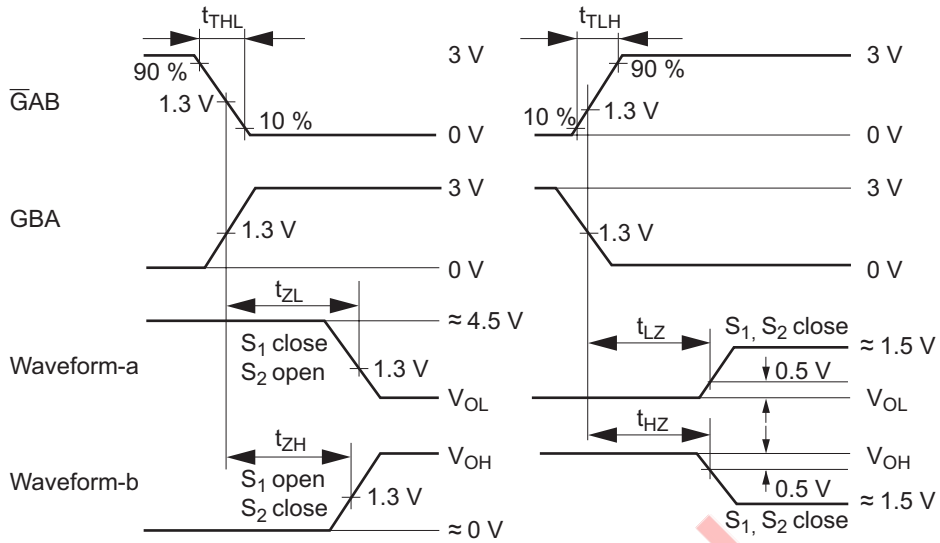 tTHL
tTLH
3 V
3 V
90 %
90 %
G̅AB
1.3 V
1.3 V
10 %
10 %
0 V
0 V
3 V
3 V
GBA
1.3 V
1.3 V
0 V
0 V
tZL
≈ 4.5 V
tLZ
S1, S2 close
≈ 1.5 V
S1 close
S2 open
Waveform-a
1.3 V
0.5 V
VOL
VOL
tZH
tHZ
VOH
VOH
Waveform-b
S1 open
S2 close
1.3 V
0.5 V
≈ 1.5 V
≈ 0 V
S1, S2 close